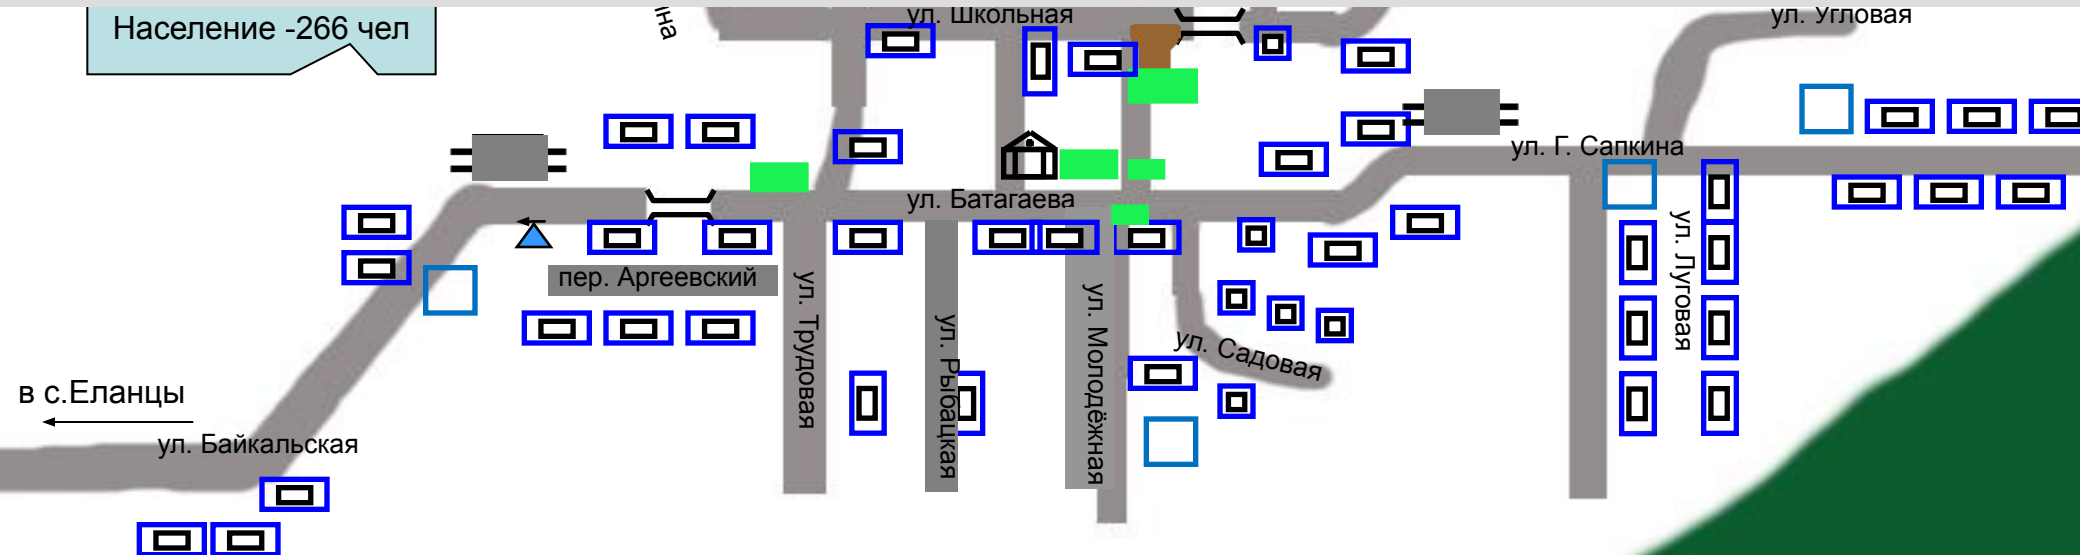 Население -266 чел
ул. Школьная
ул. Угловая
ул. Г. Сапкина
ул. Батагаева
пер. Аргеевский
ул. Трудовая
ул. Рыбацкая
ул. Молодёжная
ул. Садовая
ул. Луговая
в с.Еланцы
ул. Байкальская